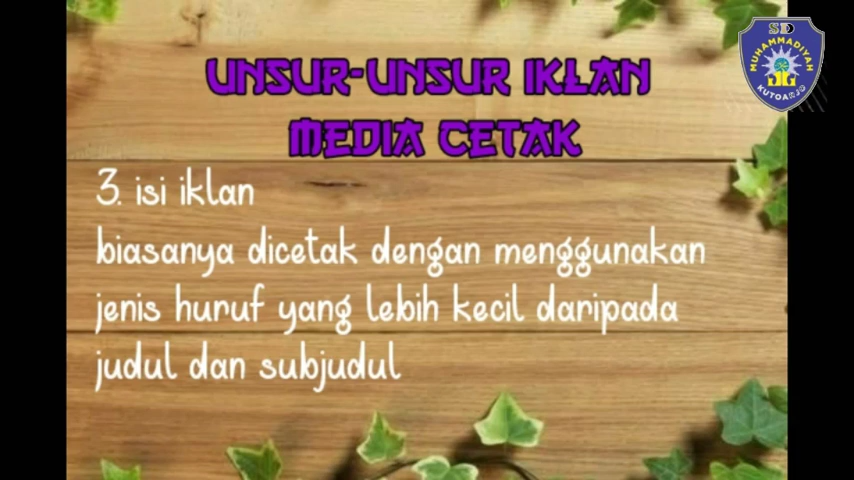 SD
MUHAMMADIYAH
KUTOARJO
UNSUR-UNSUR IKLAN
MEDIA CETAK
3. isi iklan
biasanya dicetak dengan menggunakan
jenis huruf yang lebih kecil daripada
judul dan subjudul